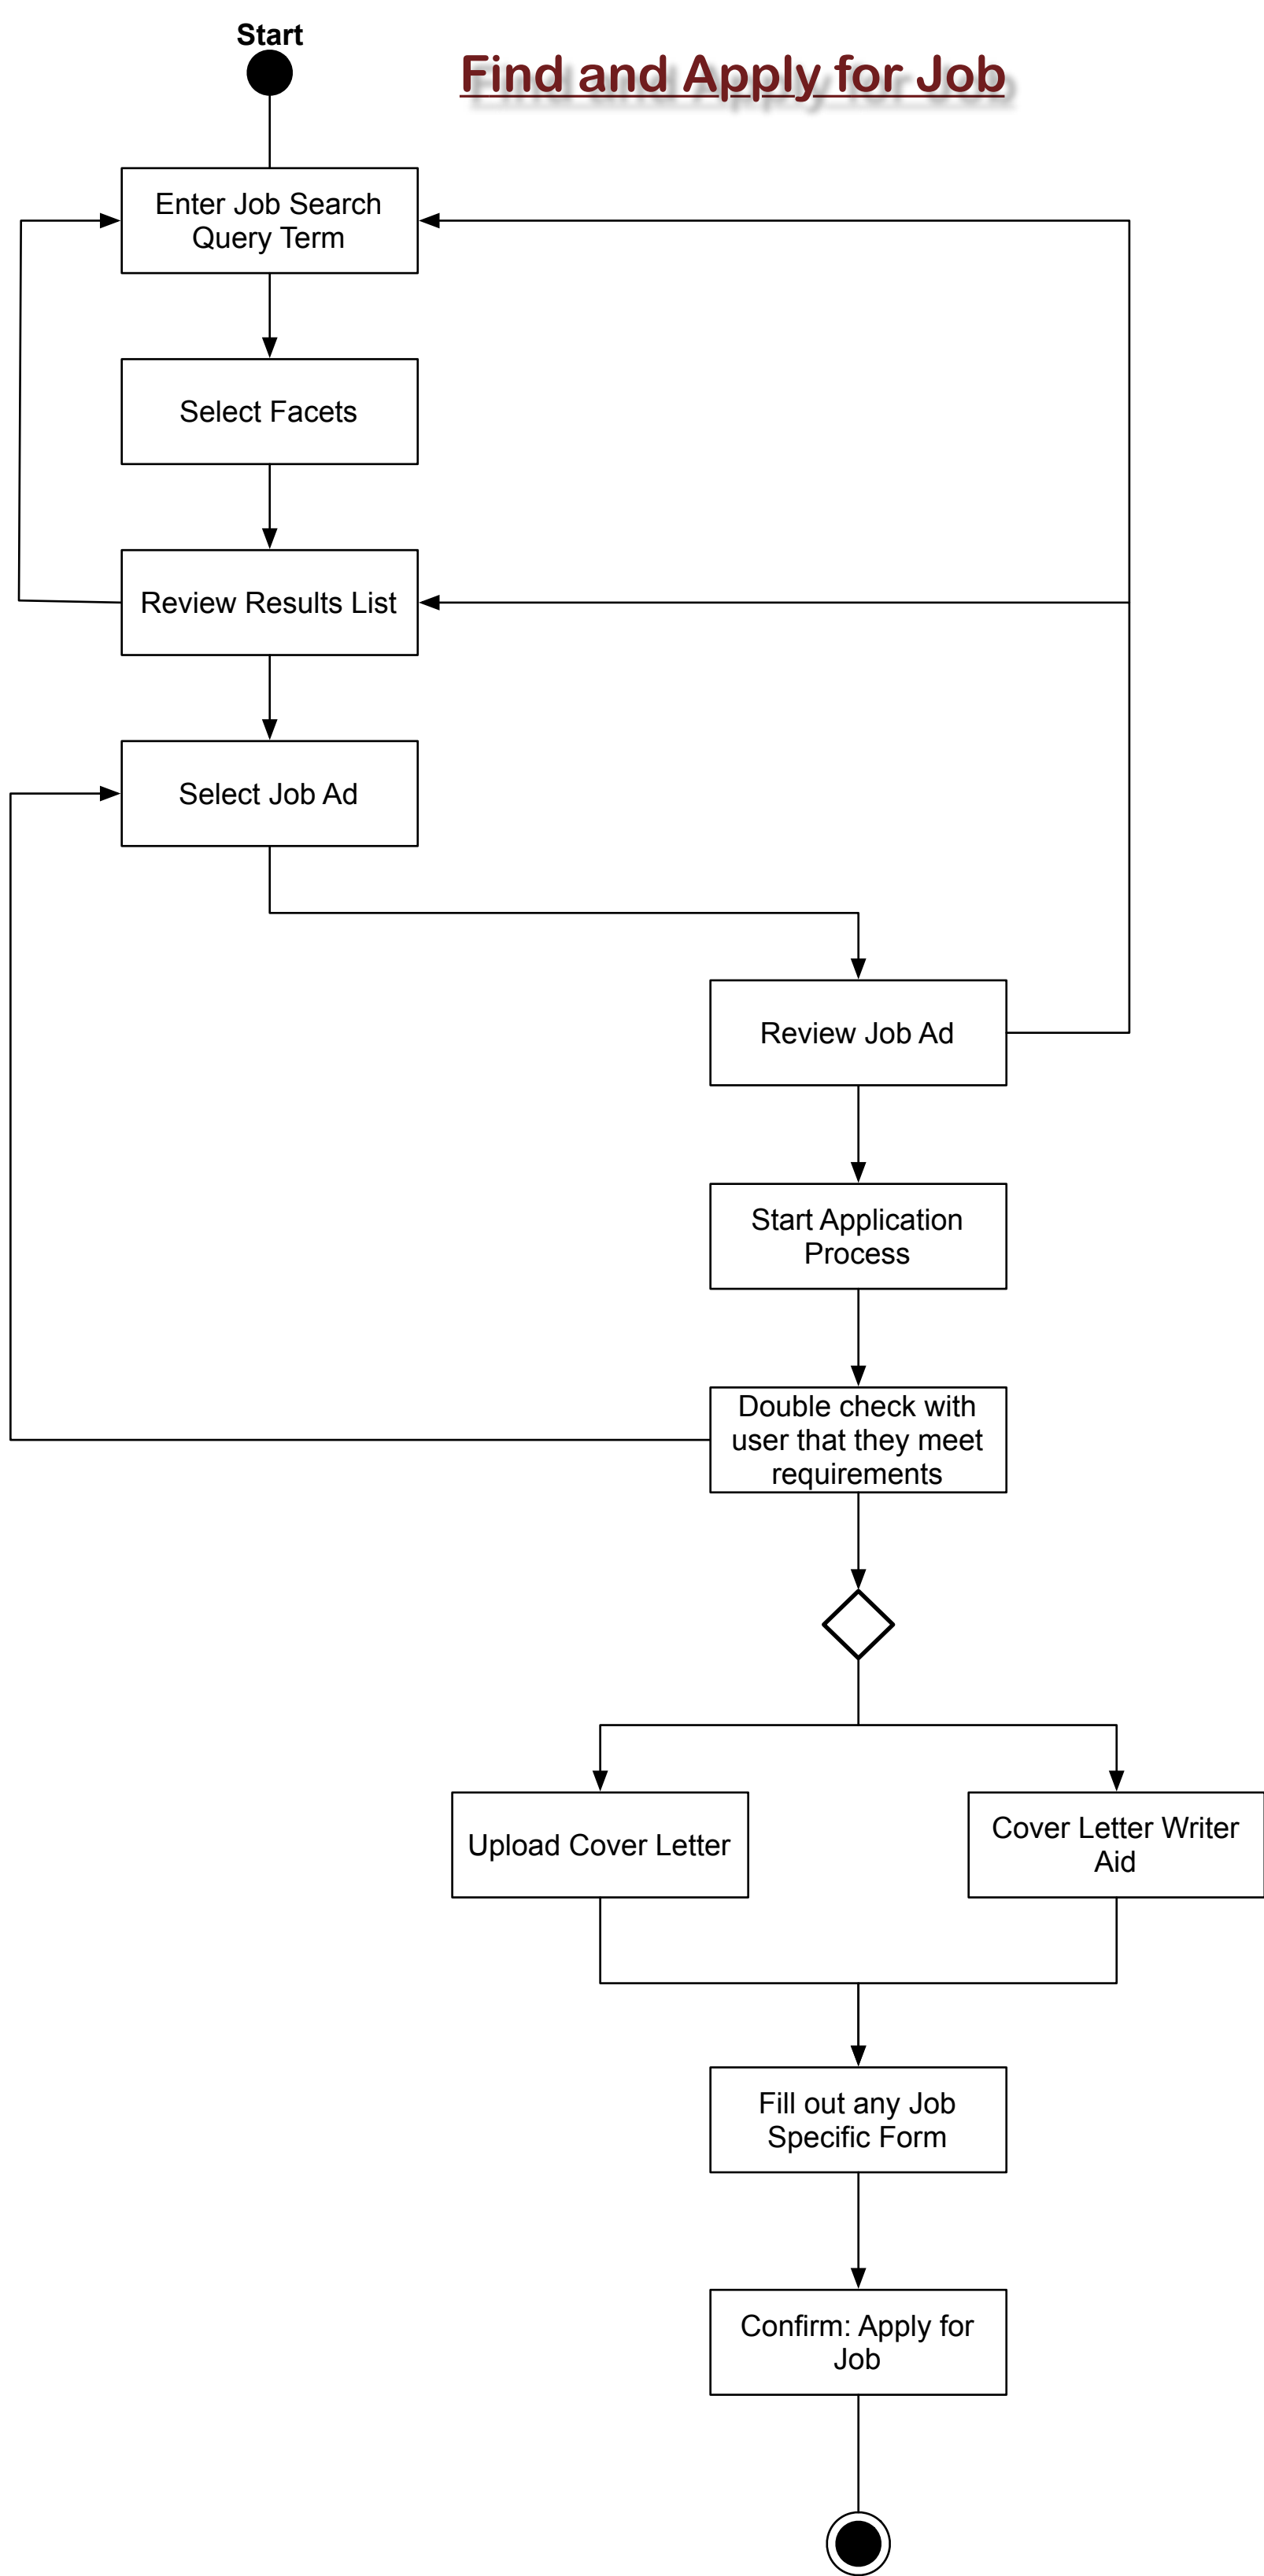 Start
Find and Apply for Job
Enter Job Search
Query Term
Select Facets
Review Results List
Select Job Ad
Review Job Ad
Start Application
Process
Double check with
user that they meet
requirements
Upload Cover Letter
Cover Letter Writer
Aid
Fill out any Job
Specific Form
Confirm: Apply for
Job